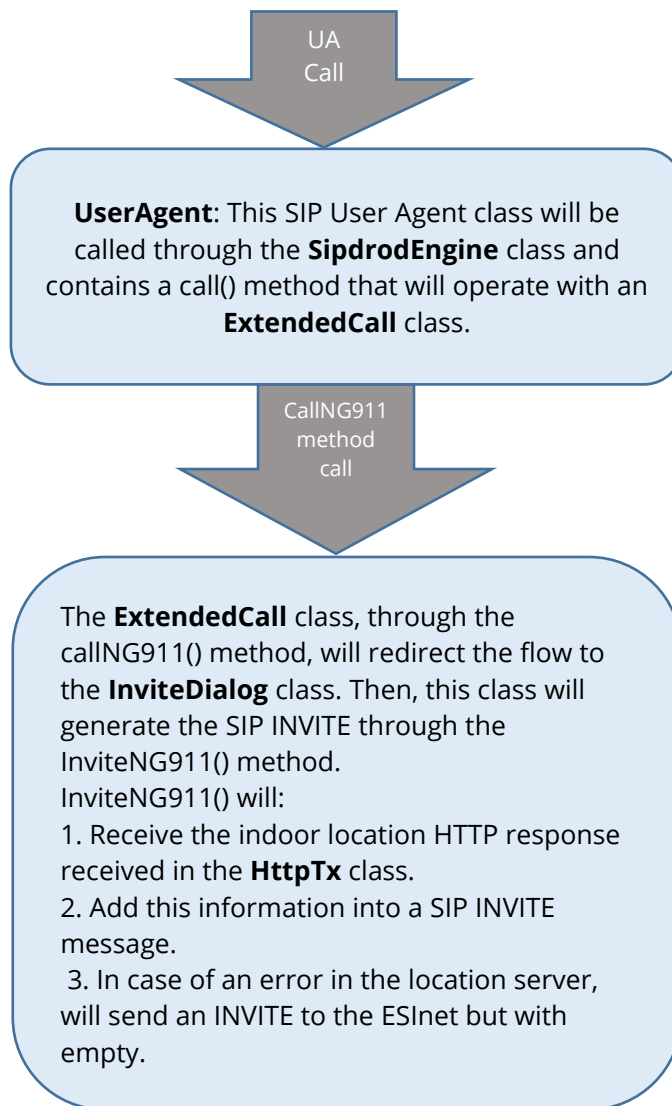 UA
Call
UserAgent: This SIP User Agent class will be
called through the SipdrodEngine class and
contains a call() method that will operate with an
ExtendedCall class.
CallNG911
method
call
The ExtendedCall class, through the
callNG911() method, will redirect the flow to
the InviteDialog class. Then, this class will
generate the SIP INVITE through the
InviteNG911() method.
InviteNG911() will:
1. Receive the indoor location HTTP response
received in the HttpTx class.
2. Add this information into a SIP INVITE
message.
3. In case of an error in the location server,
will send an INVITE to the ESInet but with
empty.